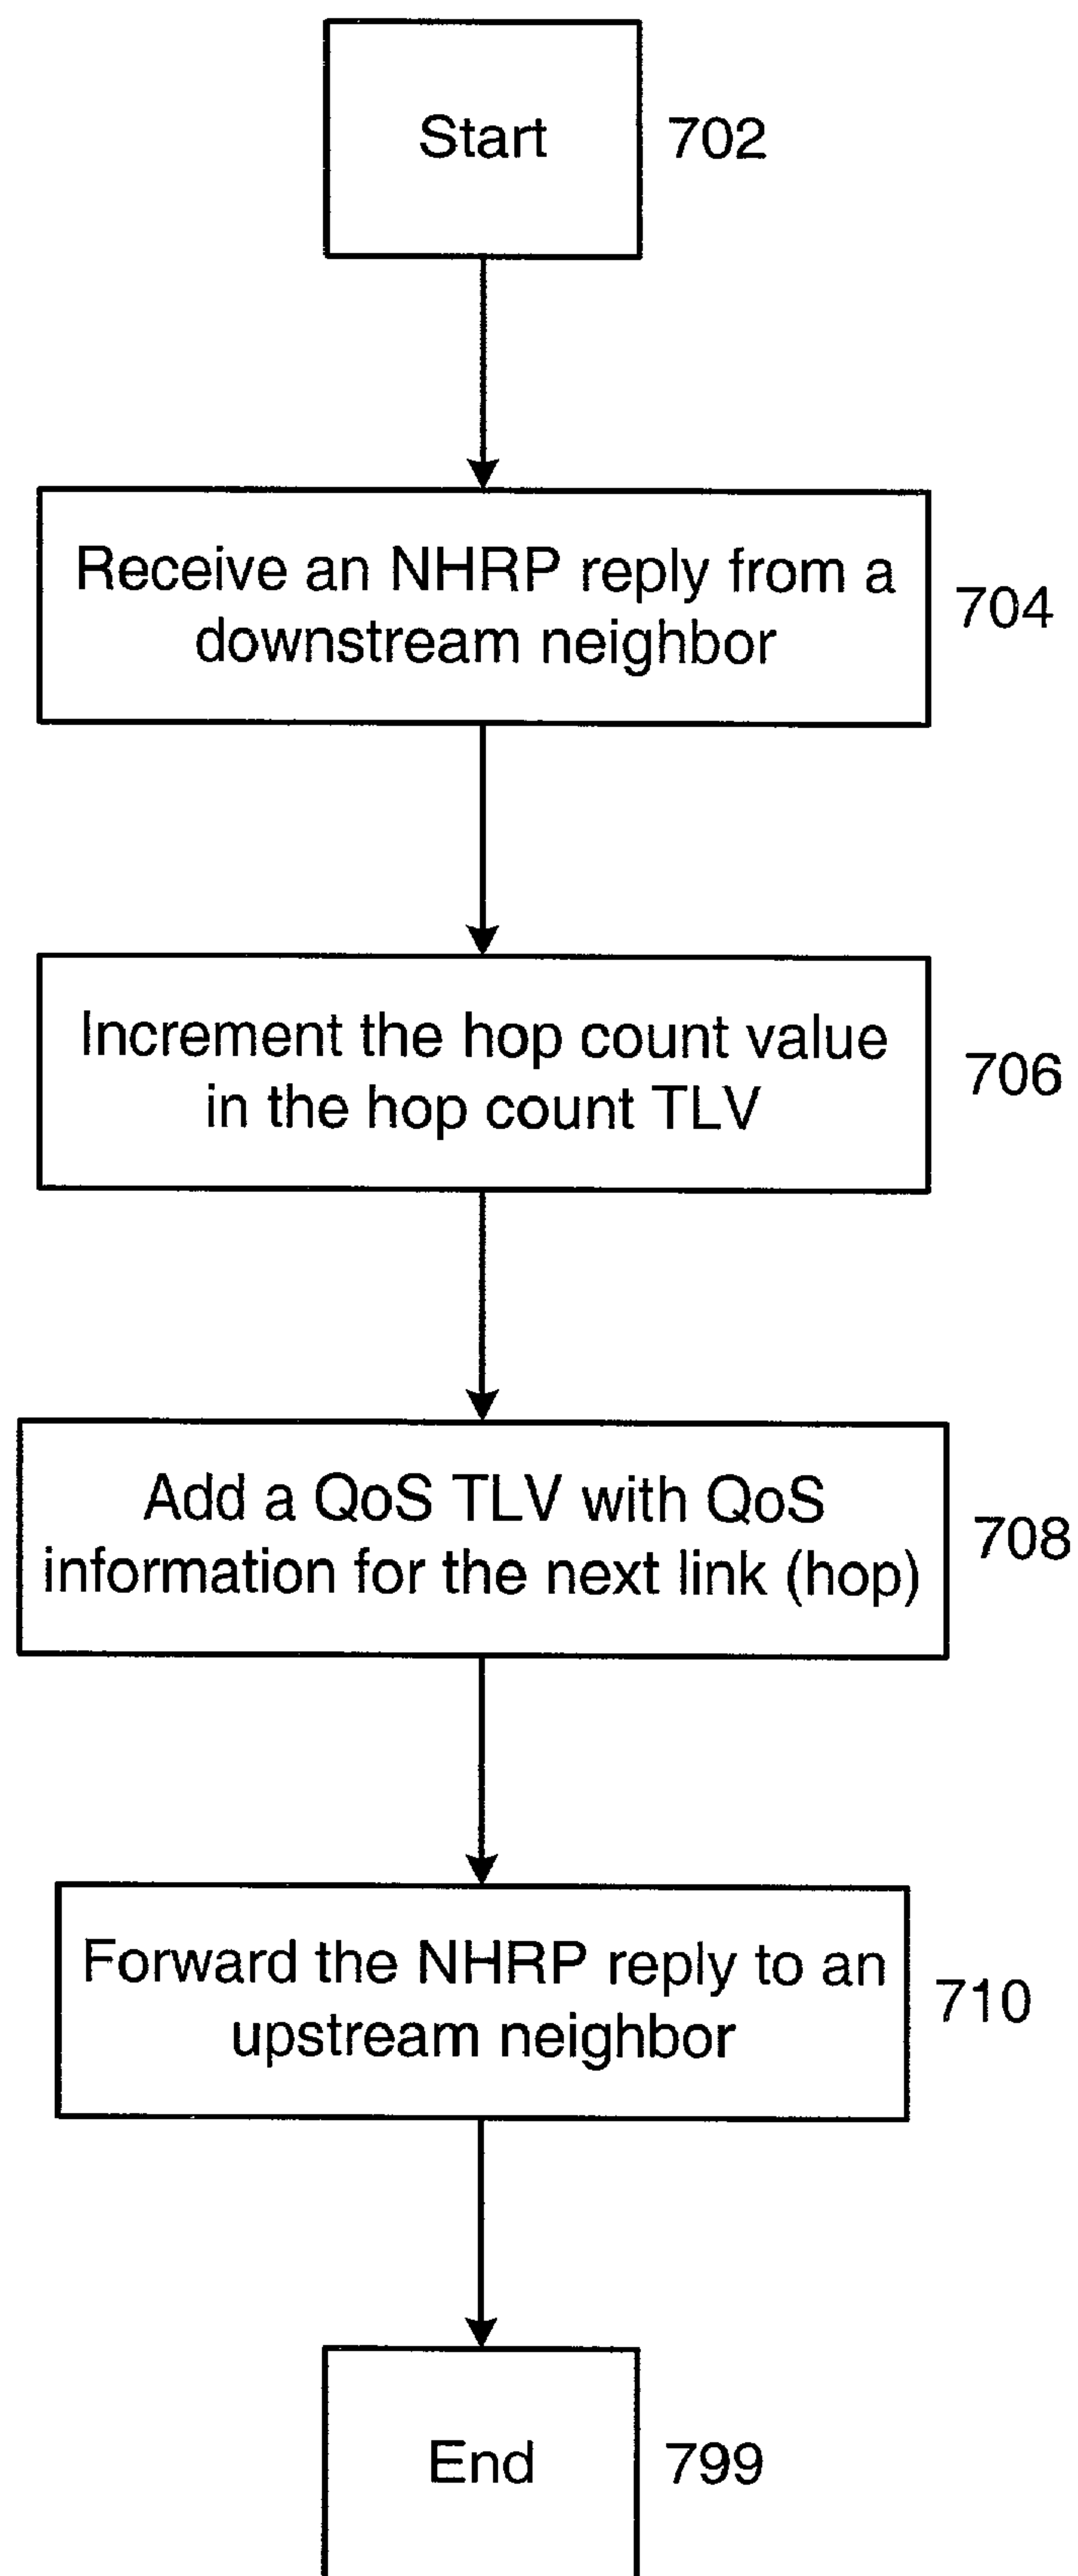 Start
702
Receive an NHRP reply from a
downstream neighbor
704
Increment the hop count value
in the hop count TLV
706
Add a QoS TLV with QoS
information for the next link (hop)
708
Forward the NHRP reply to an
upstream neighbor
710
End
799